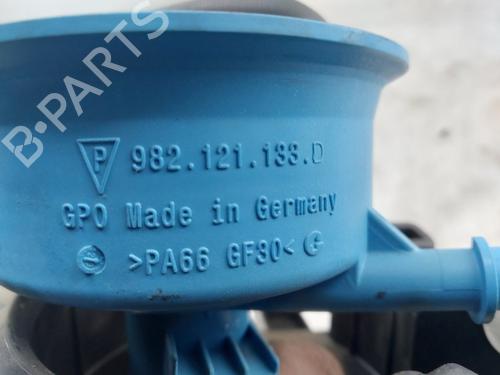 B-PARTS
P 982.121.133.D
GPO Made in Germany
>PA66 GF30<